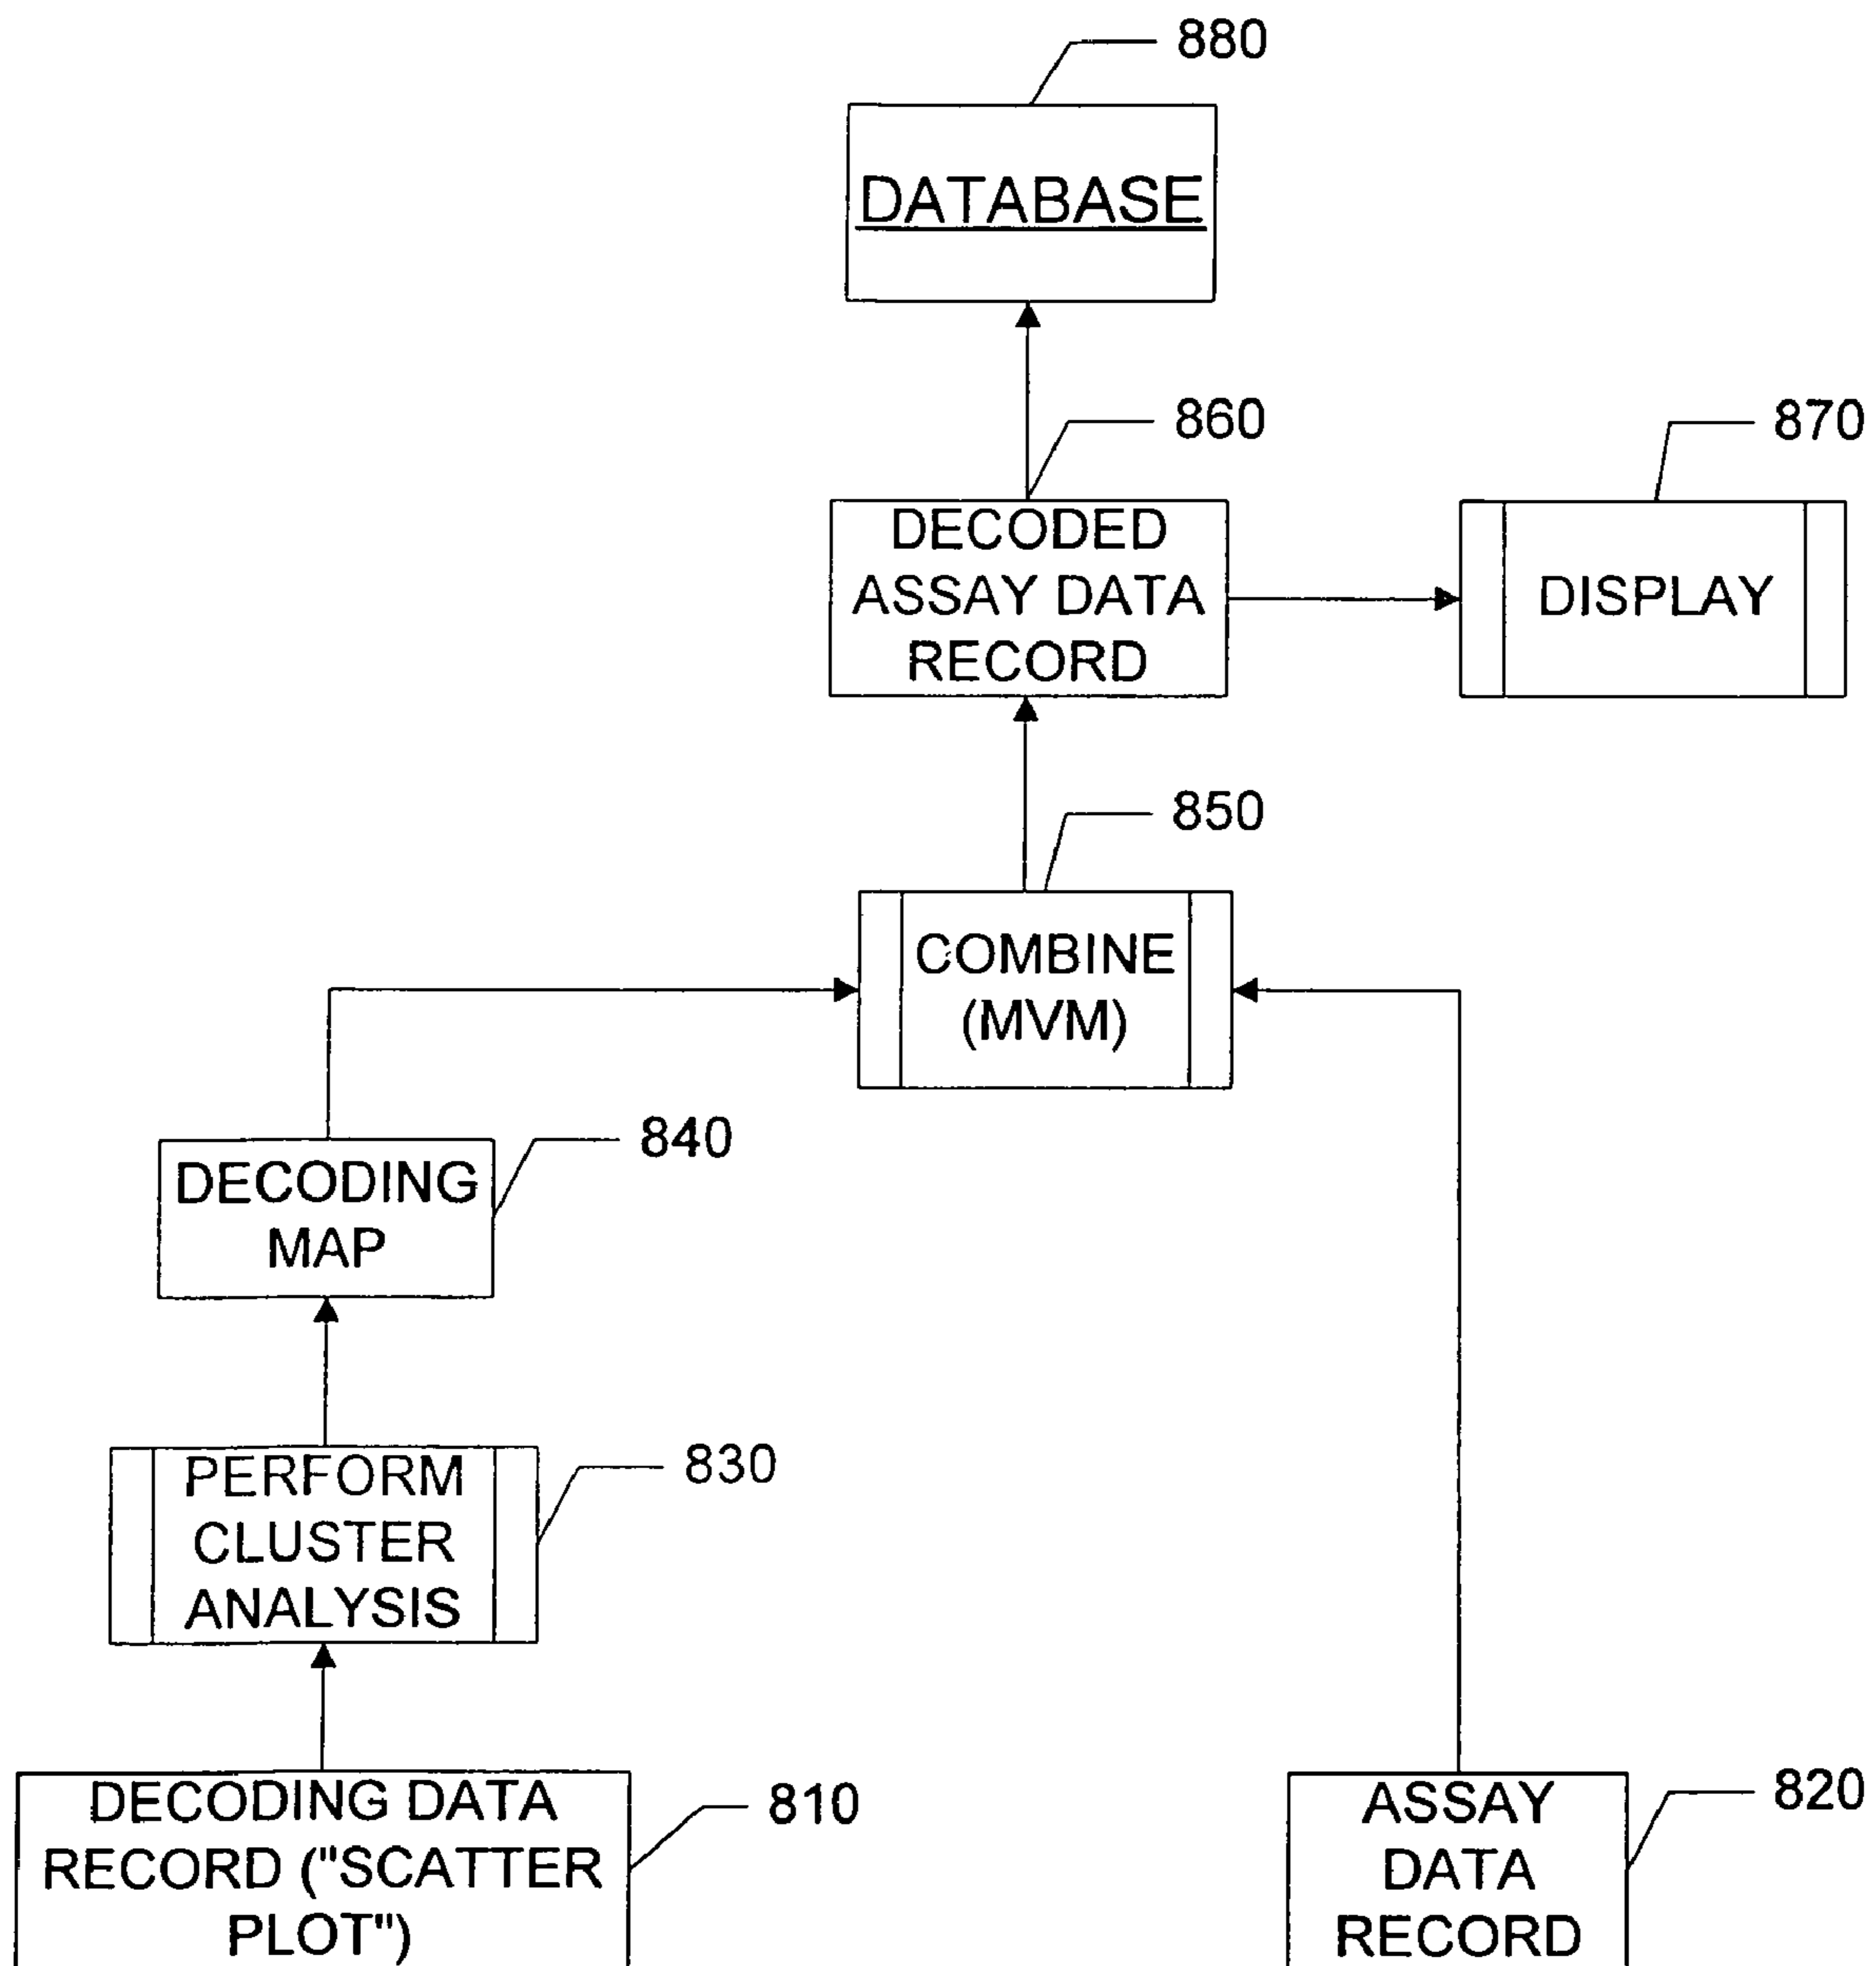 880
DATABASE
860
870
DECODED
ASSAY DATA
RECORD
DISPLAY
850
COMBINE
(MVM)
840
DECODING
MAP
830
PERFORM
CLUSTER
ANALYSIS
810
DECODING DATA
RECORD ("SCATTER
PLOT")
820
ASSAY
DATA
RECORD